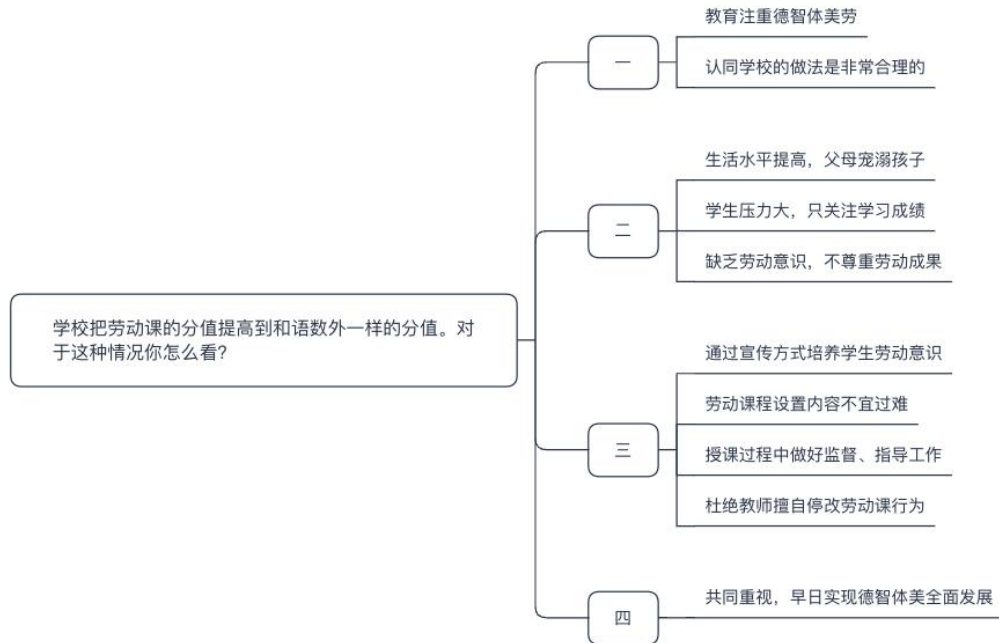 学校把劳动课的分值提高到和语数外一样的分值。对
于这种情况你怎么看?
一
教育注重德智体美劳
认同学校的做法是非常合理的
二
生活水平提高，父母宠溺孩子
学生压力大，只关注学习成绩
缺乏劳动意识，不尊重劳动成果
三
通过宣传方式培养学生劳动意识
劳动课程设置内容不宜过难
授课过程中做好监督、指导工作
杜绝教师擅自停改劳动课行为
四
共同重视，早日实现德智体美全面发展